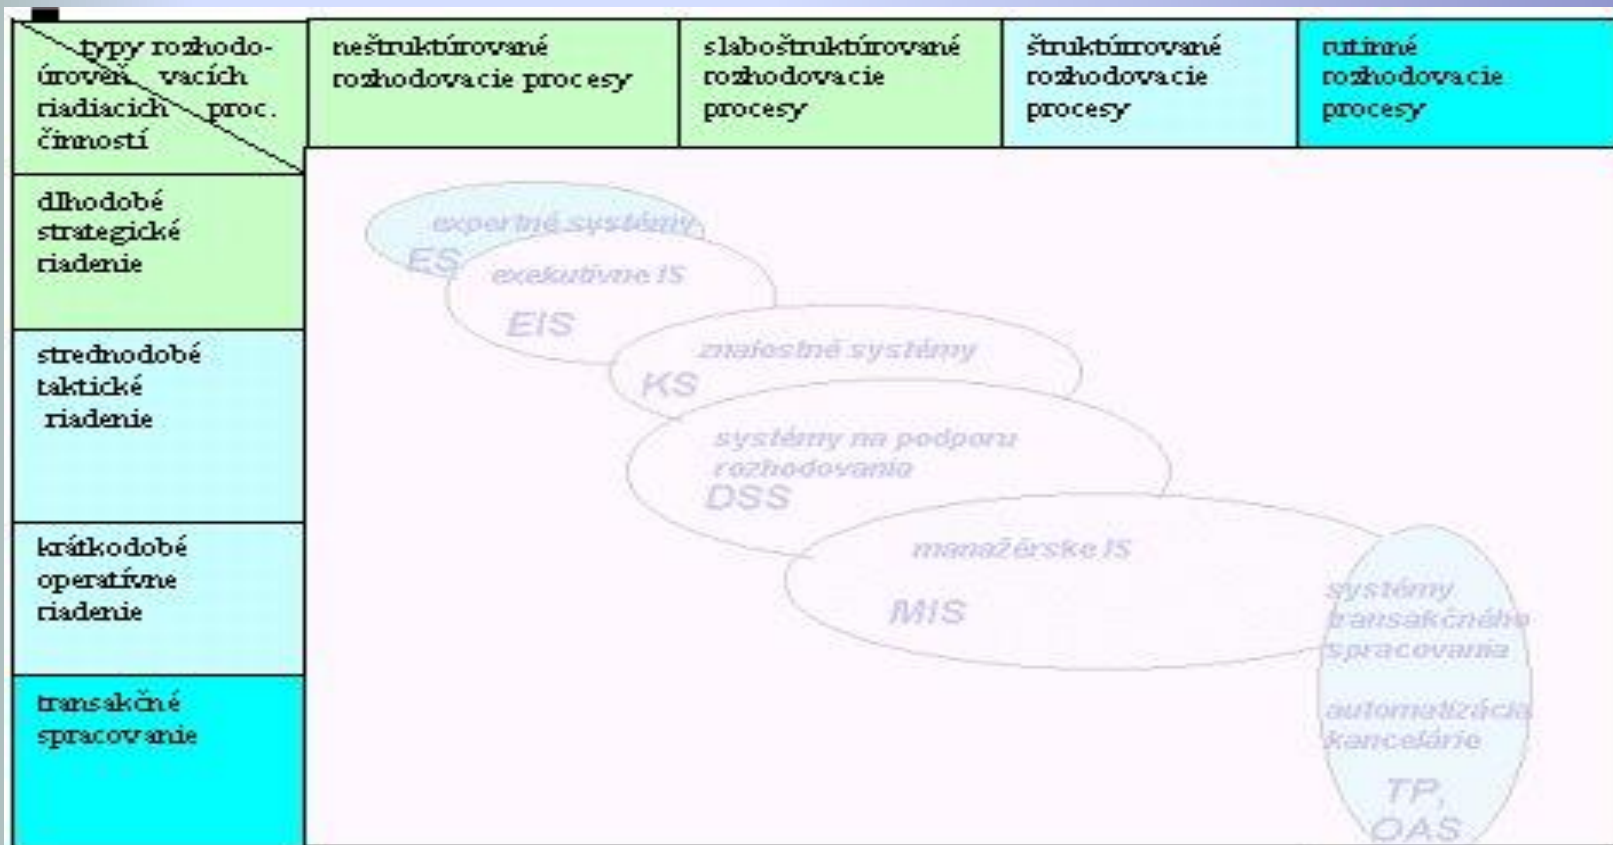 typy rozhodo-
úroveň vacích
riadiacich proc.
činností
neštruktúrované
rozhodovacie procesy
slaboštruktúrované
rozhodovacie
procesy
štruktúrrované
rozhodovacie
procesy
rutinné
rozhodovacie
procesy
dlhodobé
strategické
riadenie
strednodobé
taktické
riadenie
krátkodobé
operatívne
riadenie
transakčné
spracovanie
expertné systémy
ES
exekutívne IS
EIS
znalostné systémy
KS
systémy na podporu
rozhodovania
DSS
manažérske IS
MIS
systémy
transakčného
spracovania
automatizácia
kancelárie
TP,
OAS